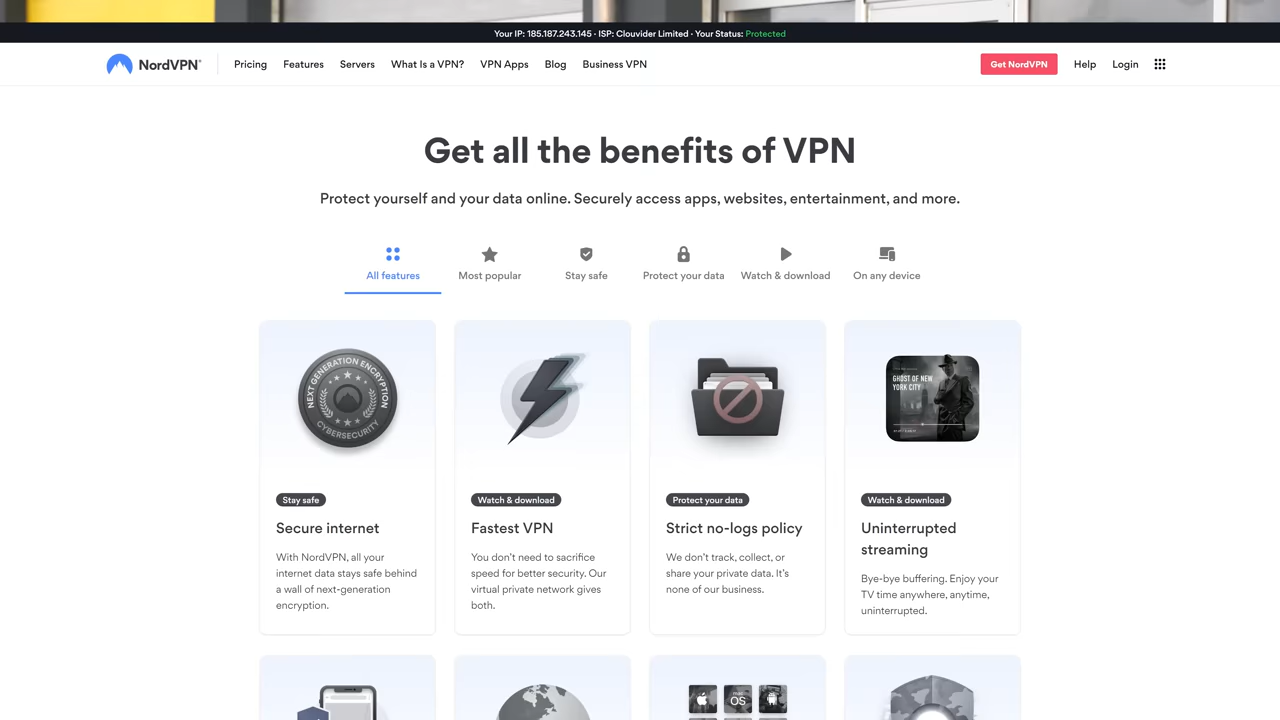 Your IP: 185.187.243.145 · ISP: Clouvider Limited · Your Status: Protected
NordVPN®
Pricing
Features
Servers
What Is a VPN?
VPN Apps
Blog
Business VPN
Get NordVPN
Help
Login
Get all the benefits of VPN
Protect yourself and your data online. Securely access apps, websites, entertainment, and more.
All features
Most popular
Stay safe
Protect your data
Watch & download
On any device
NEXT GENERATION ENCRYPTION
CYBERSECURITY
Stay safe
Secure internet
With NordVPN, all your
internet data stays safe behind
a wall of next-generation
encryption.
Watch & download
Fastest VPN
You don't need to sacrifice
speed for better security. Our
virtual private network gives
both.
Protect your data
Strict no-logs policy
We don't track, collect, or
share your private data. It's
none of our business.
GHOST OF NEW
YORK CITY
Watch & download
Uninterrupted
streaming
Bye-bye buffering. Enjoy your
TV time anywhere, anytime,
uninterrupted.
OS